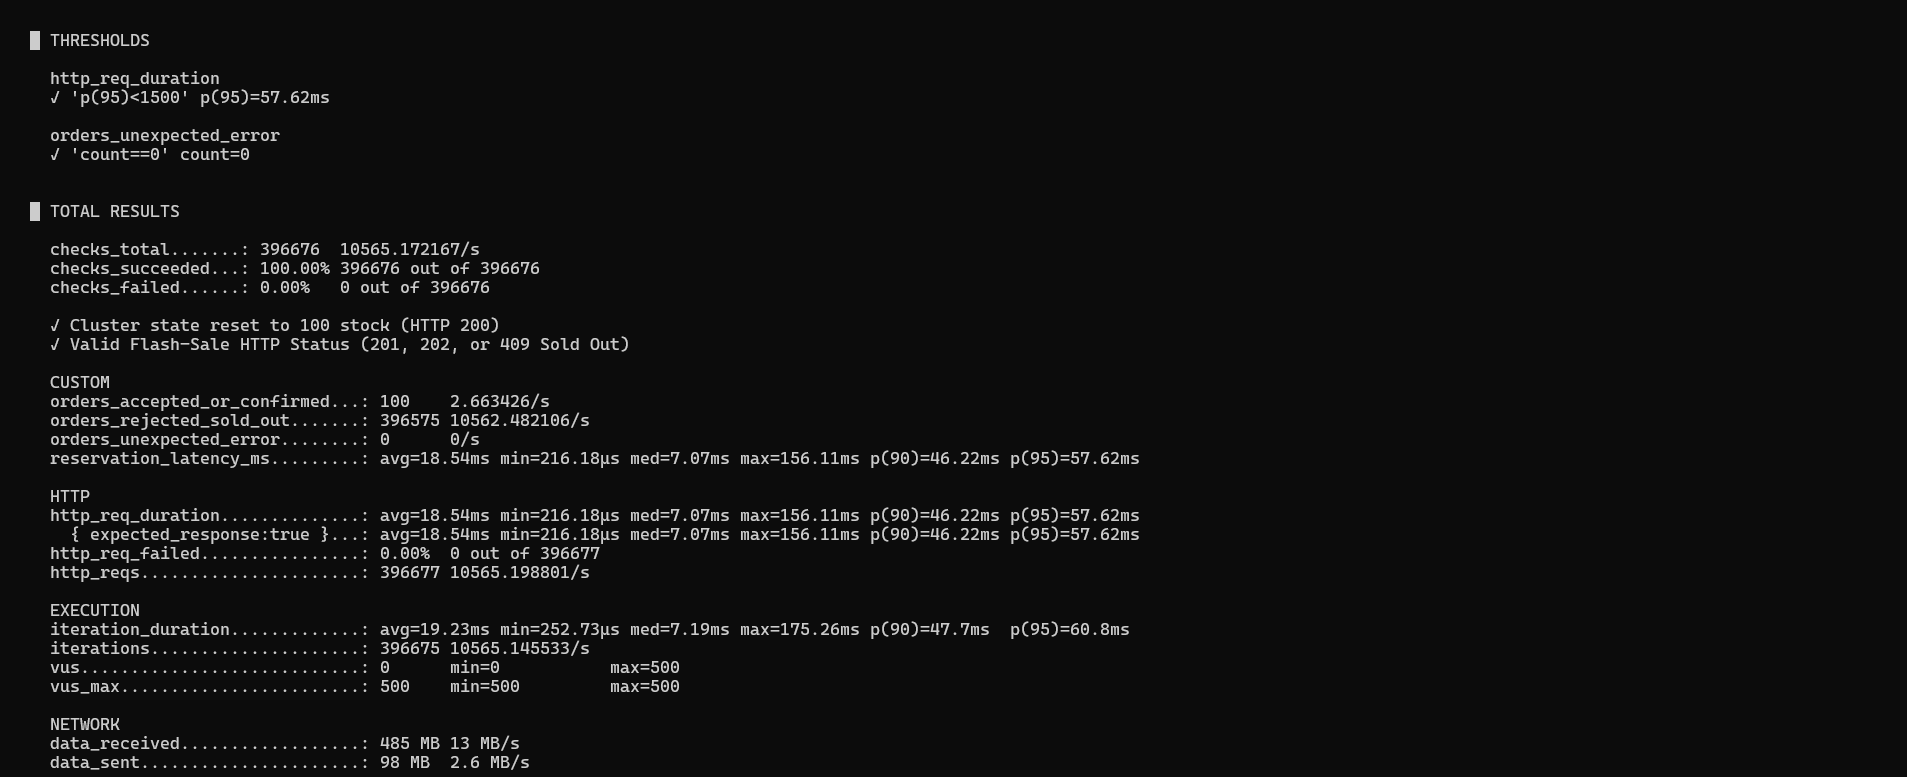 █ THRESHOLDS
http_req_duration
✓ 'p(95)<1500' p(95)=57.62ms
orders_unexpected_error
✓ 'count==0' count=0
█ TOTAL RESULTS
checks_total.......: 396676  10565.172167/s
checks_succeeded...: 100.00% 396676 out of 396676
checks_failed......: 0.00%   0 out of 396676
✓ Cluster state reset to 100 stock (HTTP 200)
✓ Valid Flash-Sale HTTP Status (201, 202, or 409 Sold Out)
CUSTOM
orders_accepted_or_confirmed...: 100    2.663426/s
orders_rejected_sold_out.......: 396575 10562.482106/s
orders_unexpected_error........: 0      0/s
reservation_latency_ms.........: avg=18.54ms min=216.18µs med=7.07ms max=156.11ms p(90)=46.22ms p(95)=57.62ms
HTTP
http_req_duration..............: avg=18.54ms min=216.18µs med=7.07ms max=156.11ms p(90)=46.22ms p(95)=57.62ms
{ expected_response:true }...: avg=18.54ms min=216.18µs med=7.07ms max=156.11ms p(90)=46.22ms p(95)=57.62ms
http_req_failed................: 0.00%  0 out of 396677
http_reqs......................: 396677 10565.198801/s
EXECUTION
iteration_duration.............: avg=19.23ms min=252.73µs med=7.19ms max=175.26ms p(90)=47.7ms  p(95)=60.8ms
iterations.....................: 396675 10565.145533/s
vus............................: 0      min=0           max=500
vus_max........................: 500    min=500         max=500
NETWORK
data_received..................: 485 MB 13 MB/s
data_sent......................: 98 MB  2.6 MB/s